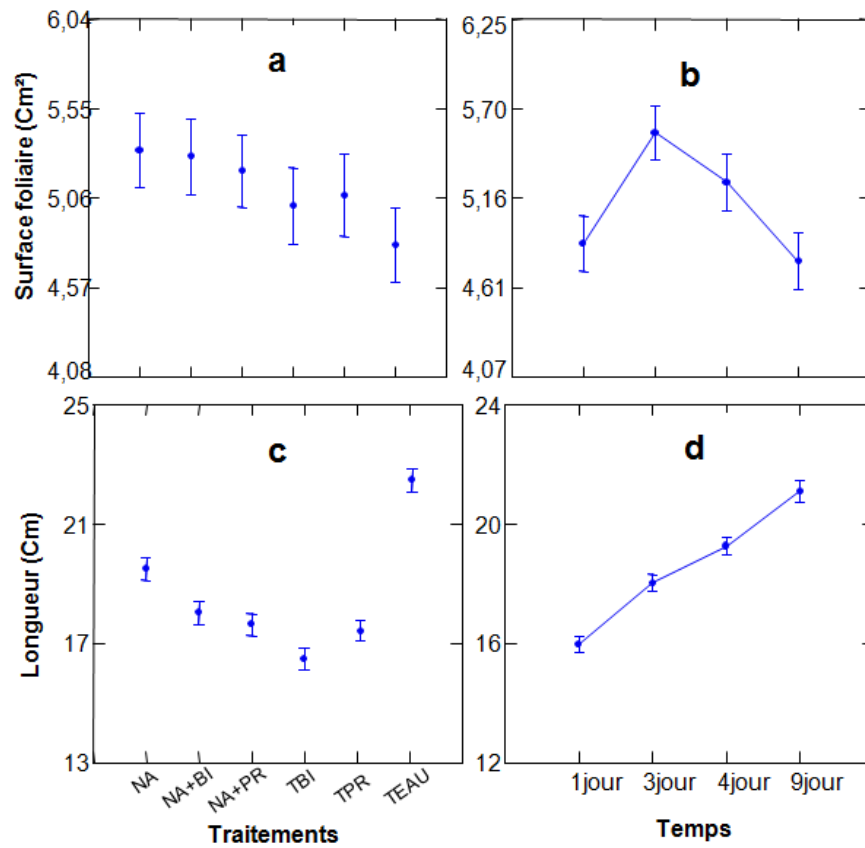 Surface foliaire (Cm²)
6,04
5,55
5,06
4,57
4,08
a
6,25
5,70
5,16
4,61
4,07
b
Longueur (Cm)
25
21
17
13
c
NA
NA+BI
NA+PR
TBI
TPR
TEAU
Traitements
24
20
16
12
d
1jour
3jour
4jour
9jour
Temps